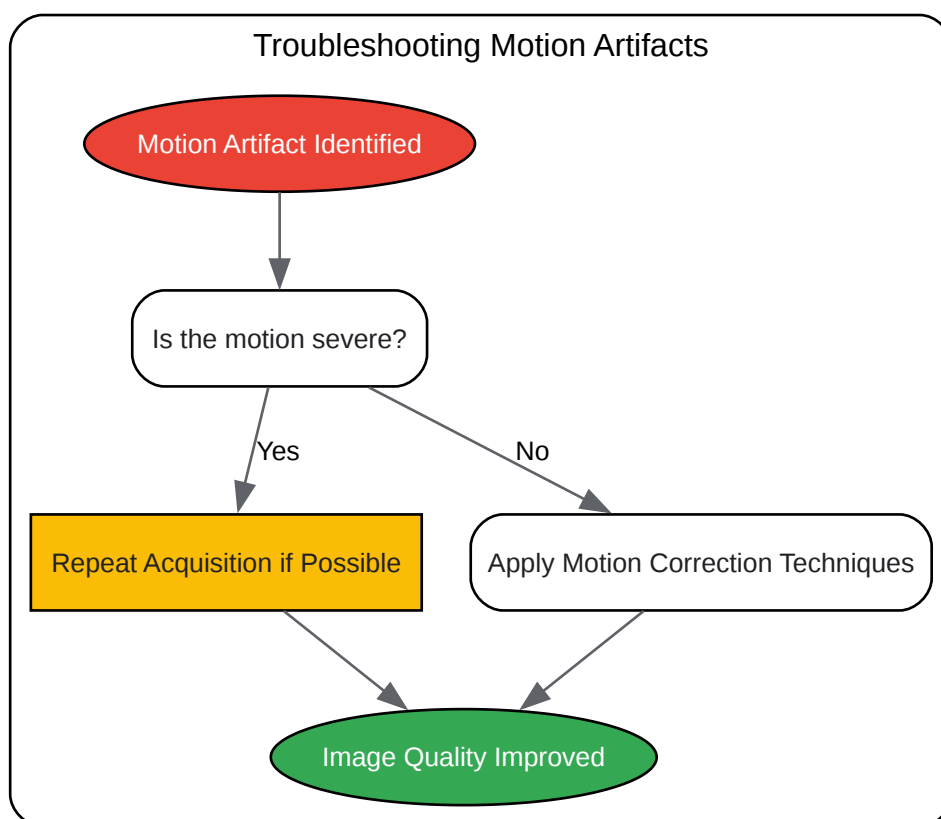 Troubleshooting Motion Artifacts
Motion Artifact Identified
Is the motion severe?
Yes
No
Repeat Acquisition if Possible
Apply Motion Correction Techniques
Image Quality Improved